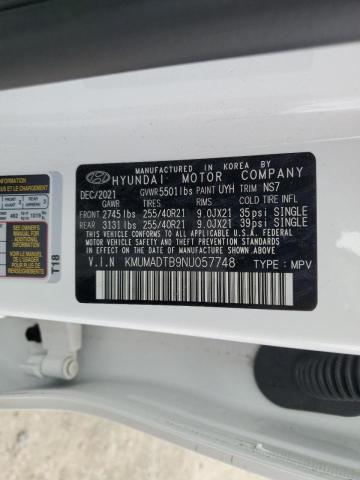 MANUFACTURED IN KOREA BY
HYUNDAI MOTOR COMPANY
DEC/2021 GVWR 5501 lbs PAINT UYH TRIM NS7
GAWR TIRES RIMS COLD INFL
FRONT 2745 lbs 255/40R21 9.0JX21 35 psi SINGLE
REAR 3131 lbs 255/40R21 9.0JX21 39 psi SINGLE
THIS VEHICLE CONFORMS TO ALL
APPLICABLE U.S. FEDERAL MOTOR VEHICLE
SAFETY AND THEFT PREVENTION
STANDARDS IN EFFECT ON THE DATE OF
MANUFACTURE SHOWN ABOVE.
V.I.N KMUMADTB9NU057748 TYPE : MPV
T18